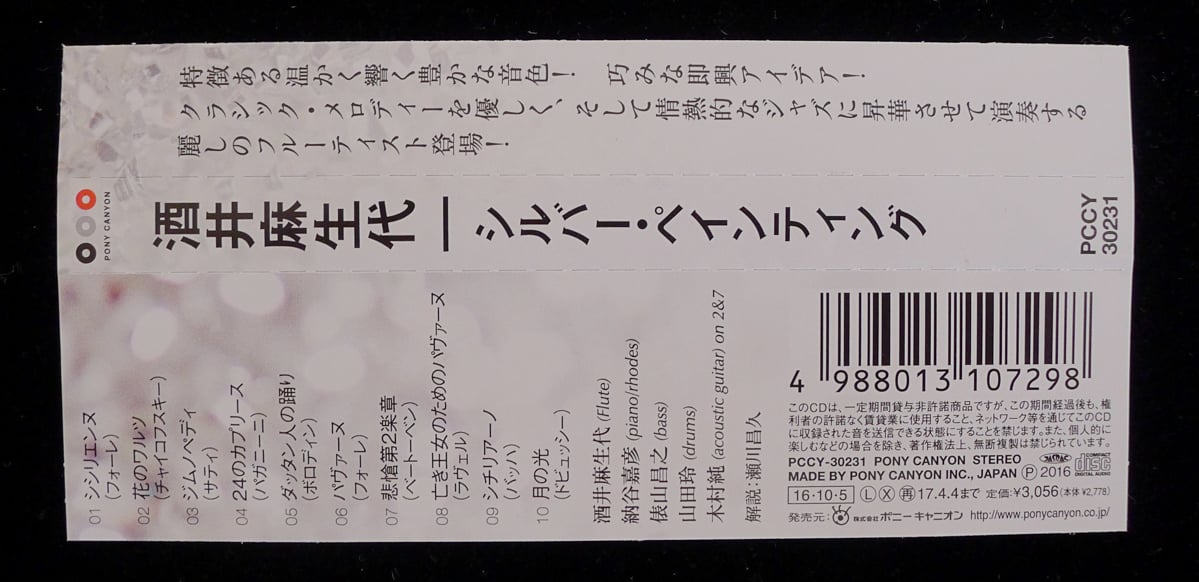 特徴ある温かく響く豊かな音色！ 巧みな即興アイデアー！
クラシック・メロディーを優しく、そして情熱的なジャズに昇華させて演奏する
麗しのフルーティスト登場！
PONY CANYON
酒井麻生代｜シルバー・ペインティング
PCCY
30231
01 シシリエンヌ
(フォーレ)
02 花のワルツ
(チャイコフスキー)
03 ジムノペディ
(サティ)
04 24のカプリース
(パガニーニ)
05 ダッタン人の踊り
(ボロディン)
06 パヴァーヌ
(フォーレ)
07 悲愴第2楽章
(ベートーベン)
08 亡き王女のためのパヴァーヌ
(ラヴェル)
09 シチリアーノ
(バッハ)
10 月の光
(ドビュッシー)
酒井麻生代 (Flute)
納谷嘉彦 (piano/rhodes)
俵山昌之 (bass)
山田玲 (drums)
木村純 (acoustic guitar) on 2&7
解説：瀬川昌久
4 988013 107298
このCDは、一定期間貸与非許諾商品ですが、この期間経過後も、権
利者の許諾なく賃貸業に使用すること、ネットワーク等を通じてこのCD
に収録された音を送信できる状態にすることを禁じます。また、個人的に
楽しむなどの場合を除き、著作権法上、無断複製は禁じられています。
PCCY-30231 PONY CANYON STEREO
MADE BY PONY CANYON INC., JAPAN Ⓟ 2016
COMPACT disc DIGITAL AUDIO
16・10・5 Ⓛ Ⓧ 再 17.4.4まで 定価：¥3,056(本体¥2,778)
発売元： 株式会社ポニーキャニオン http://www.ponycanyon.co.jp/